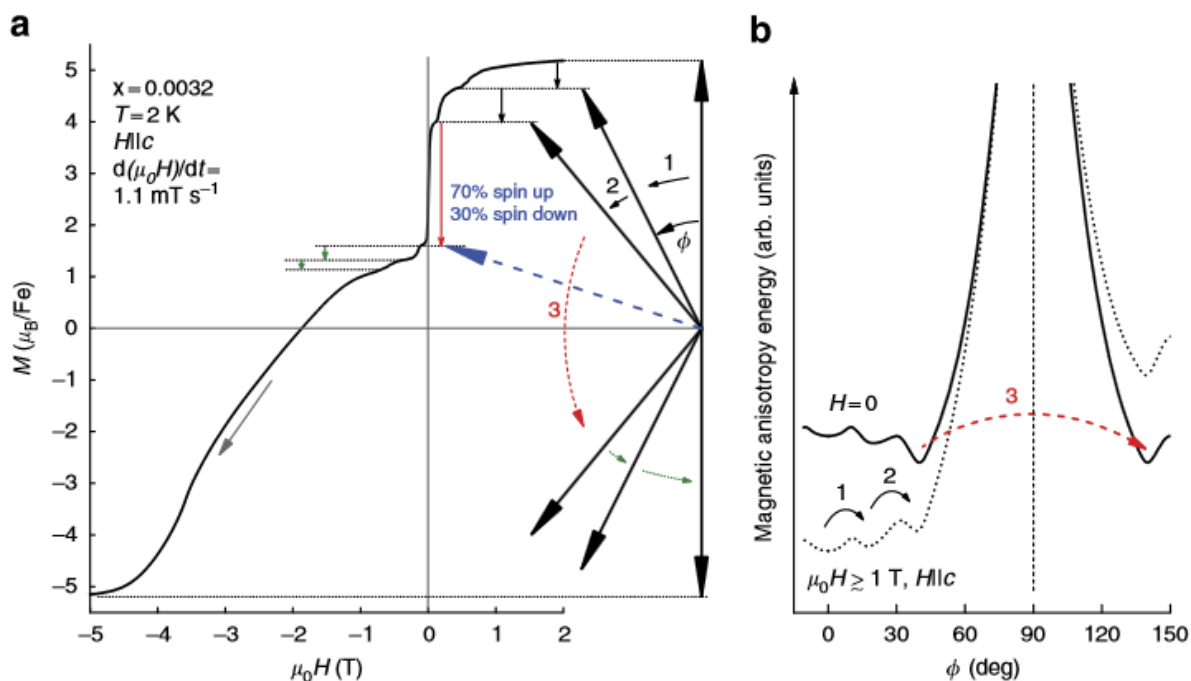 a
5
4
3
2
1
0
−1
−2
−3
−4
−5
M (μB/Fe)
x = 0.0032
T = 2 K
H||c
d(μ0H)/dt=
1.1 mT s−1
70% spin up
30% spin down
1
2
ϕ
3
−5 −4 −3 −2 −1 0 1 2
μ0H (T)
b
Magnetic anisotropy energy (arb. units)
H = 0
3
1
2
μ0H ≳ 1 T, H||c
0 30 60 90 120 150
ϕ (deg)